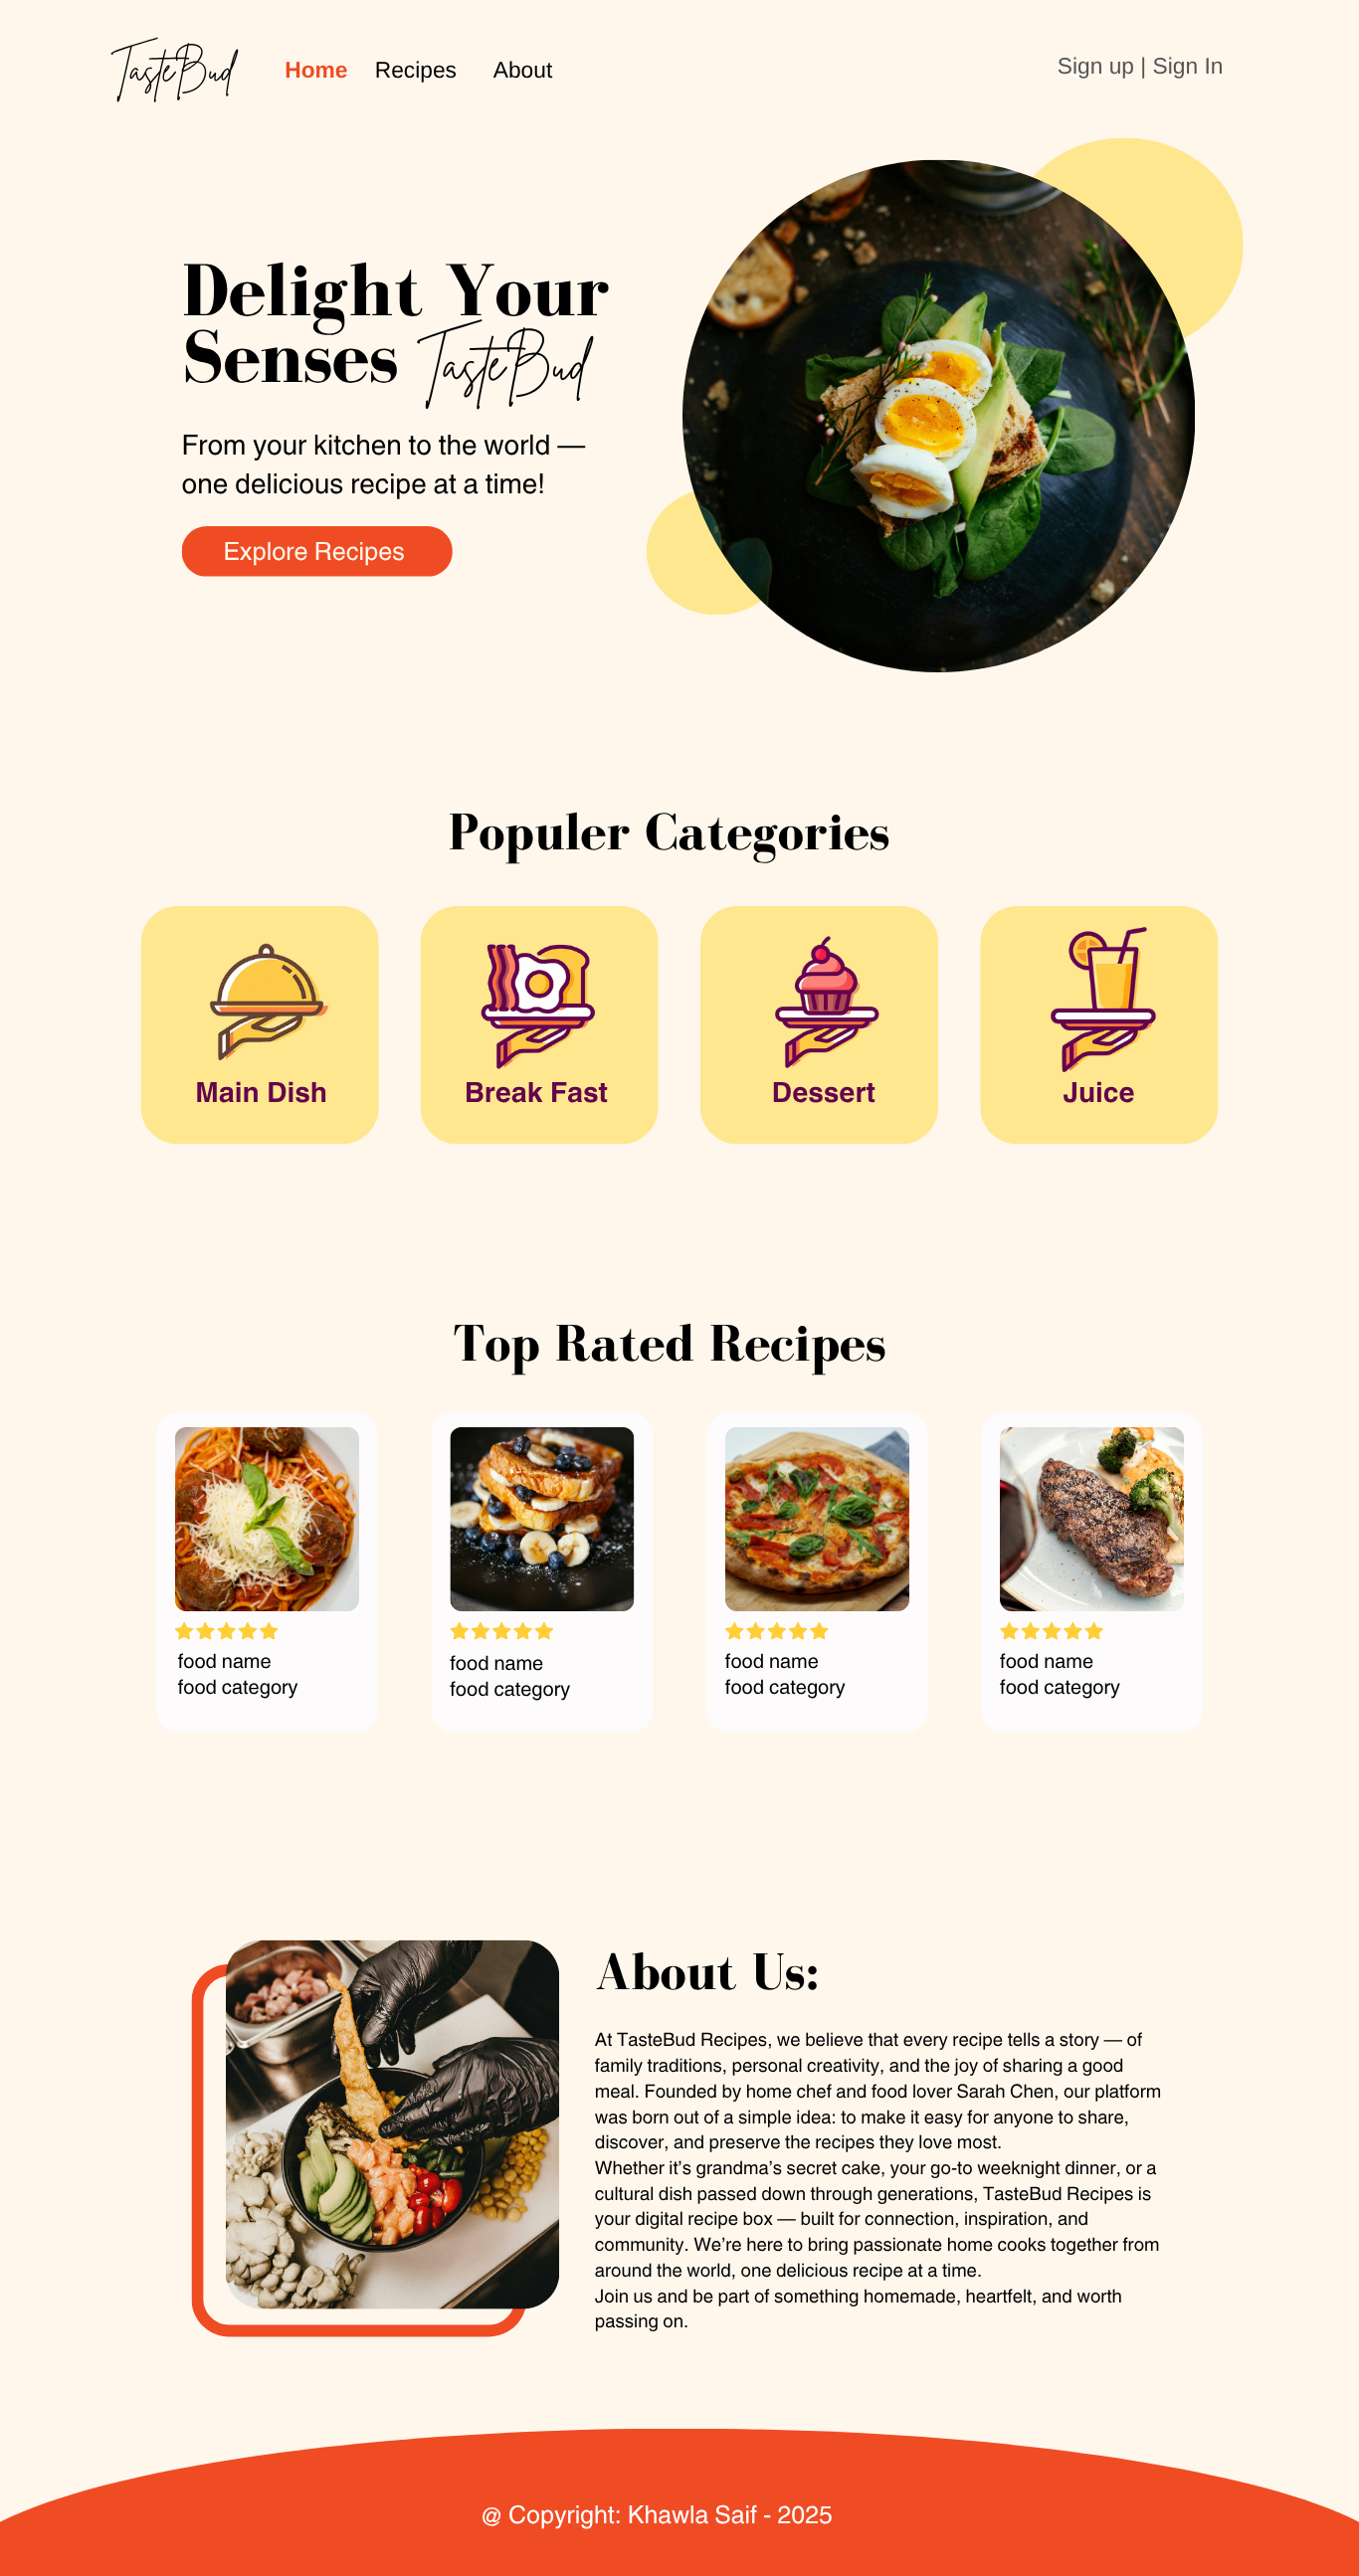 TasteBud
Home
Recipes
About
Sign up | Sign In
Delight Your
Senses TasteBud
From your kitchen to the world —
one delicious recipe at a time!
Explore Recipes
Populer Categories
Main Dish
Break Fast
Dessert
Juice
Top Rated Recipes
food name
food category
food name
food category
food name
food category
food name
food category
About Us:
At TasteBud Recipes, we believe that every recipe tells a story — of
family traditions, personal creativity, and the joy of sharing a good
meal. Founded by home chef and food lover Sarah Chen, our platform
was born out of a simple idea: to make it easy for anyone to share,
discover, and preserve the recipes they love most.
Whether it’s grandma’s secret cake, your go-to weeknight dinner, or a
cultural dish passed down through generations, TasteBud Recipes is
your digital recipe box — built for connection, inspiration, and
community. We’re here to bring passionate home cooks together from
around the world, one delicious recipe at a time.
Join us and be part of something homemade, heartfelt, and worth
passing on.
@ Copyright: Khawla Saif - 2025